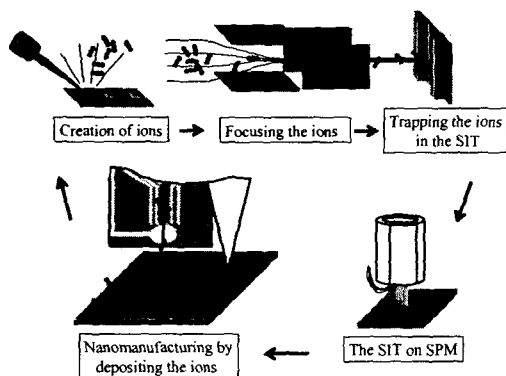 Creation of ions
Focusing the ions
Trapping the ions
in the SIT
The SIT on SPM
Nanomanufacturing by
depositing the ions